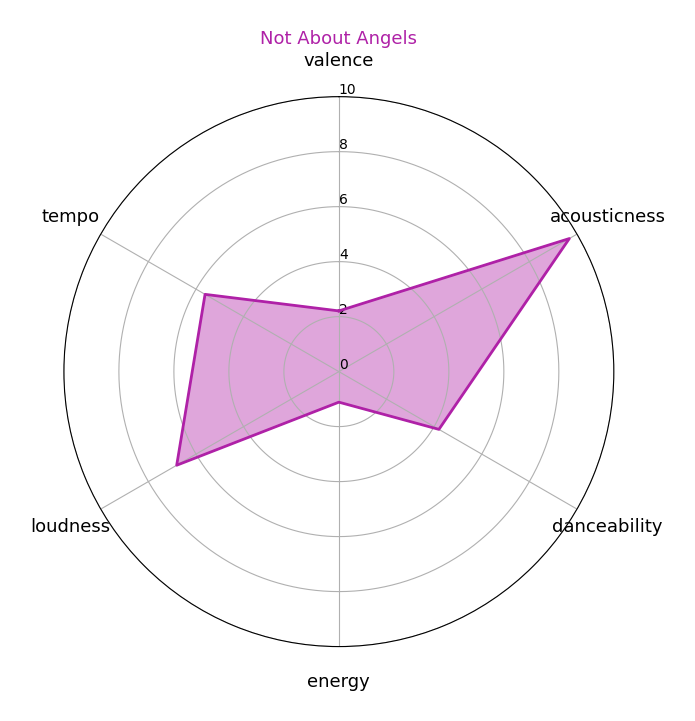 Not About Angels
valence
10
8
6
4
2
0
tempo
acousticness
loudness
danceability
energy